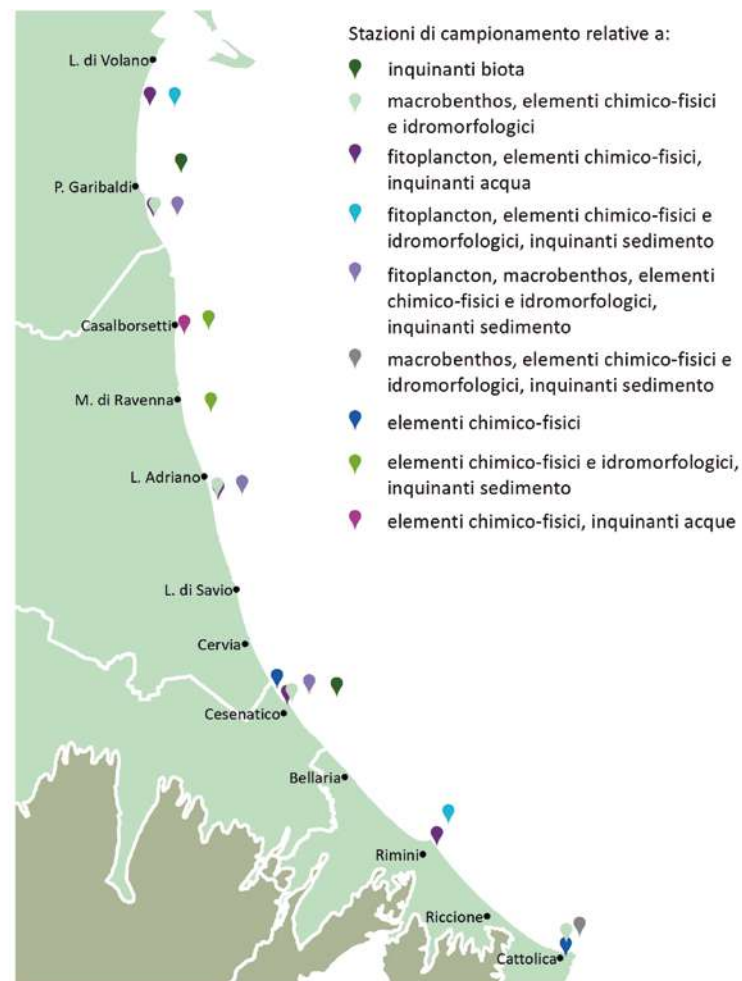 Stazioni di campionamento relative a:
inquinanti biota
macrobenthos, elementi chimico-fisici
e idromorfologici
fitoplancton, elementi chimico-fisici,
inquinanti acqua
fitoplancton, elementi chimico-fisici e
idromorfologici, inquinanti sedimento
fitoplancton, macrobenthos, elementi
chimico-fisici e idromorfologici,
inquinanti sedimento
macrobenthos, elementi chimico-fisici e
idromorfologici, inquinanti sedimento
elementi chimico-fisici
elementi chimico-fisici e idromorfologici,
inquinanti sedimento
elementi chimico-fisici, inquinanti acque
L. di Volano
P. Garibaldi
Casalborsetti
M. di Ravenna
L. Adriano
L. di Savio
Cervia
Cesenatico
Bellaria
Rimini
Riccione
Cattolica